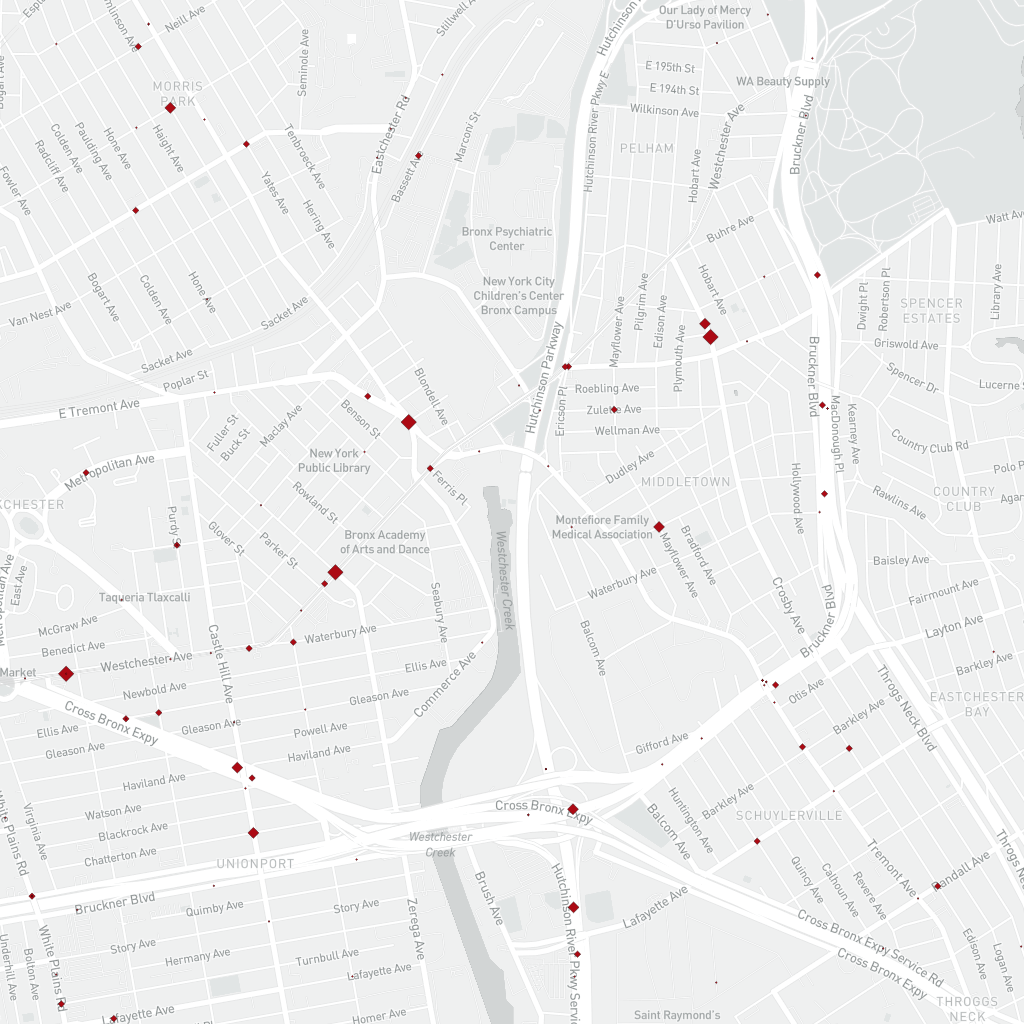 Our Lady of Mercy
D'Urso Pavilion
Hutchinson
Stillwell A
Neill Ave
mlinson Ave
Esplan
Bogart Ave
Seminole Ave
E 195th St
WA Beauty Supply
E 194th St
MORRIS
PARK
Wilkinson Ave
Hutchinson River Pkwy E
Eastchester Rd
Marconi St
Westchester Ave
Bruckner Blvd
PELHAM
Haight Ave
Hone Ave
Paulding Ave
Colden Ave
Radcliff Ave
Fowler Ave
Tenbroeck Ave
Bassett Ave
Hobart Ave
Yates Ave
Hering Ave
Watt Ave
Buhre Ave
Bronx Psychiatric
Center
New York City
Children's Center
Bronx Campus
Hobart Ave
Pilgrim Ave
Edison Ave
Mayflower Ave
Plymouth Ave
Dwight Pl
Robertson Pl
Library Ave
SPENCER
ESTATES
Bogart Ave
Colden Ave
Hone Ave
Van Nest Ave
Sacket Ave
Sacket Ave
Poplar St
E Tremont Ave
Griswold Ave
Spencer Dr
Lucerne S
Bruckner Blvd
Hutchinson Parkway
Blondell Ave
Benson St
Maclay Ave
Fuller St
Buck St
Roebling Ave
Zulette Ave
Wellman Ave
Ericson Pl
MacDonough Pl
Kearney Ave
Country Club Rd
Polo P
New York
Public Library
Metropolitan Ave
Ferris Pl
Dudley Ave
MIDDLETOWN
Hollywood Ave
Rawlins Ave
COUNTRY
CLUB
Agar
KCHESTER
Rowland St
Purdy S
Glover St
Parker St
Bronx Academy
of Arts and Dance
Westchester Creek
Montefiore Family
Medical Association
Mayflower Ave
Bradford Ave
Baisley Ave
Waterbury Ave
Crosby Ave
Fairmount Ave
Metropolitan Ave
East Ave
Taqueria Tlaxcalli
Seabury Ave
Balcom Ave
Bruckner Blvd
Layton Ave
McGraw Ave
Benedict Ave
Waterbury Ave
Castle Hill Ave
Westchester Ave
Market
Ellis Ave
Commerce Ave
Barkley Ave
Otis Ave
Newbold Ave
Gleason Ave
EASTCHESTER
BAY
Cross Bronx Expy
Throgs Neck Blvd
Barkley Ave
Ellis Ave
Gleason Ave
Powell Ave
Gleason Ave
Haviland Ave
Gifford Ave
Haviland Ave
Watson Ave
Blackrock Ave
Chatterton Ave
White Plains Rd
Virginia Ave
Cross Bronx Expy
Westchester
Creek
Balcom Ave
Huntington Ave
Barkley Ave
SCHUYLERVILLE
Throgs Ne
UNIONPORT
Tremont Ave
Randall Ave
Quincy Ave
Calhoun Ave
Revere Ave
Bruckner Blvd
Quimby Ave
Story Ave
Zerega Ave
Brush Ave
Hutchinson River Pkwy Servic
Lafayette Ave
Cross Bronx Expy Service Rd
Cross Bronx Expy
Underhill Ave
Bolton Ave
White Plains Rd
Story Ave
Hermany Ave
Turnbull Ave
Lafayette Ave
Lafayette Ave
Homer Ave
Edison Ave
Logan Ave
THROGGS
NECK
Saint Raymond's